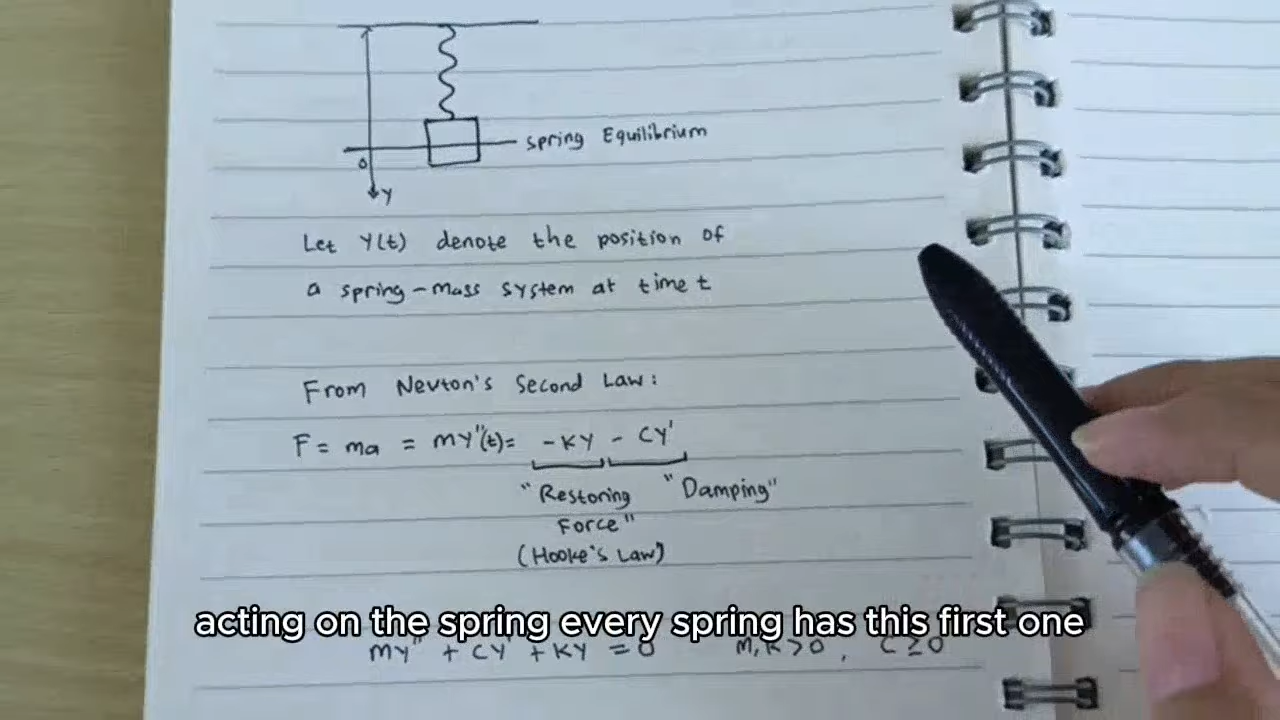 Spring Equilibrium
0
Y
Let Y(t) denote the position of
a spring-mass system at time t
From Newton's Second Law:
F = ma = MY"(t)= -KY - CY'
"Restoring Force" (Hooke's Law)
"Damping"
acting on the spring every spring has this first one
MY" + CY' + KY = 0 M,K>0, C≥0